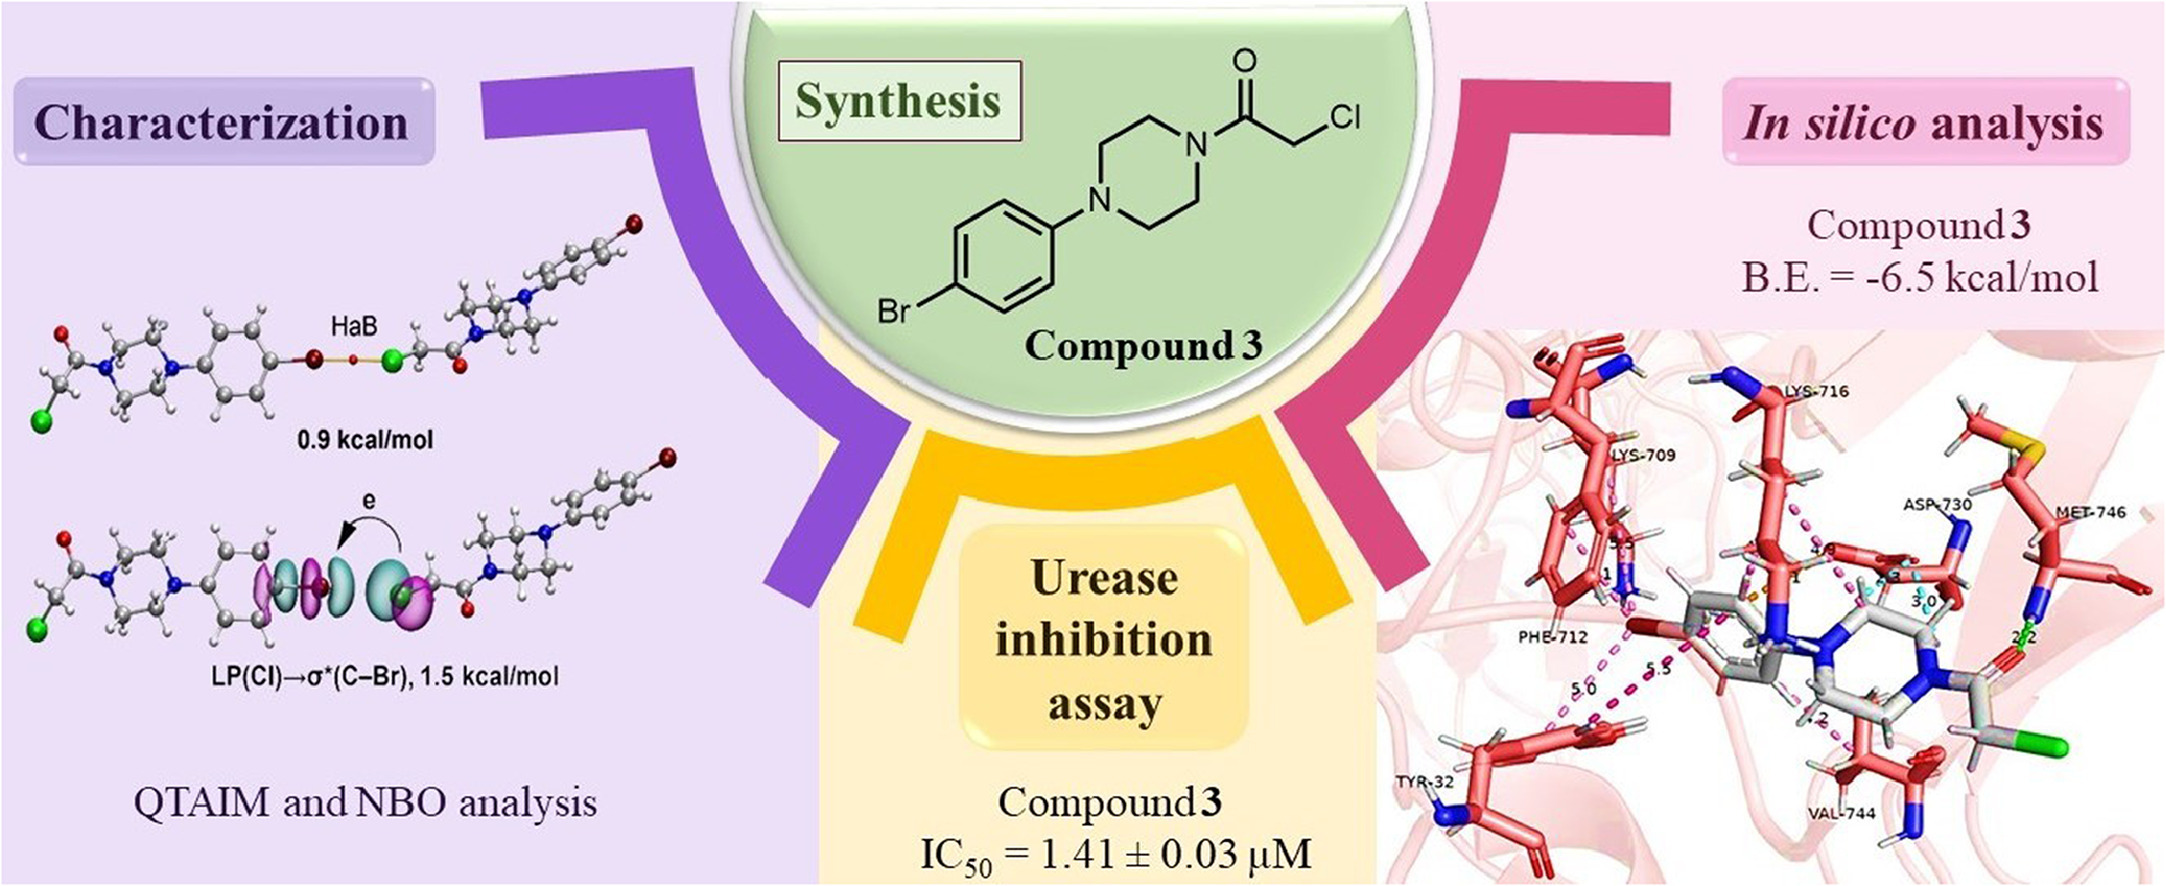 Characterization
HaB
0.9 kcal/mol
e
LP(Cl)→σ*(C–Br), 1.5 kcal/mol
QTAIM and NBO analysis
Synthesis
O
Cl
N
N
Br
Compound 3
Urease
inhibition
assay
Compound 3
IC50 = 1.41 ± 0.03 µM
In silico analysis
Compound 3
B.E. = -6.5 kcal/mol
LYS-716
LYS-709
ASP-730
MET-746
4.9
3.0
PHE-712
2.2
5.5
5.0
TYR-32
VAL-744